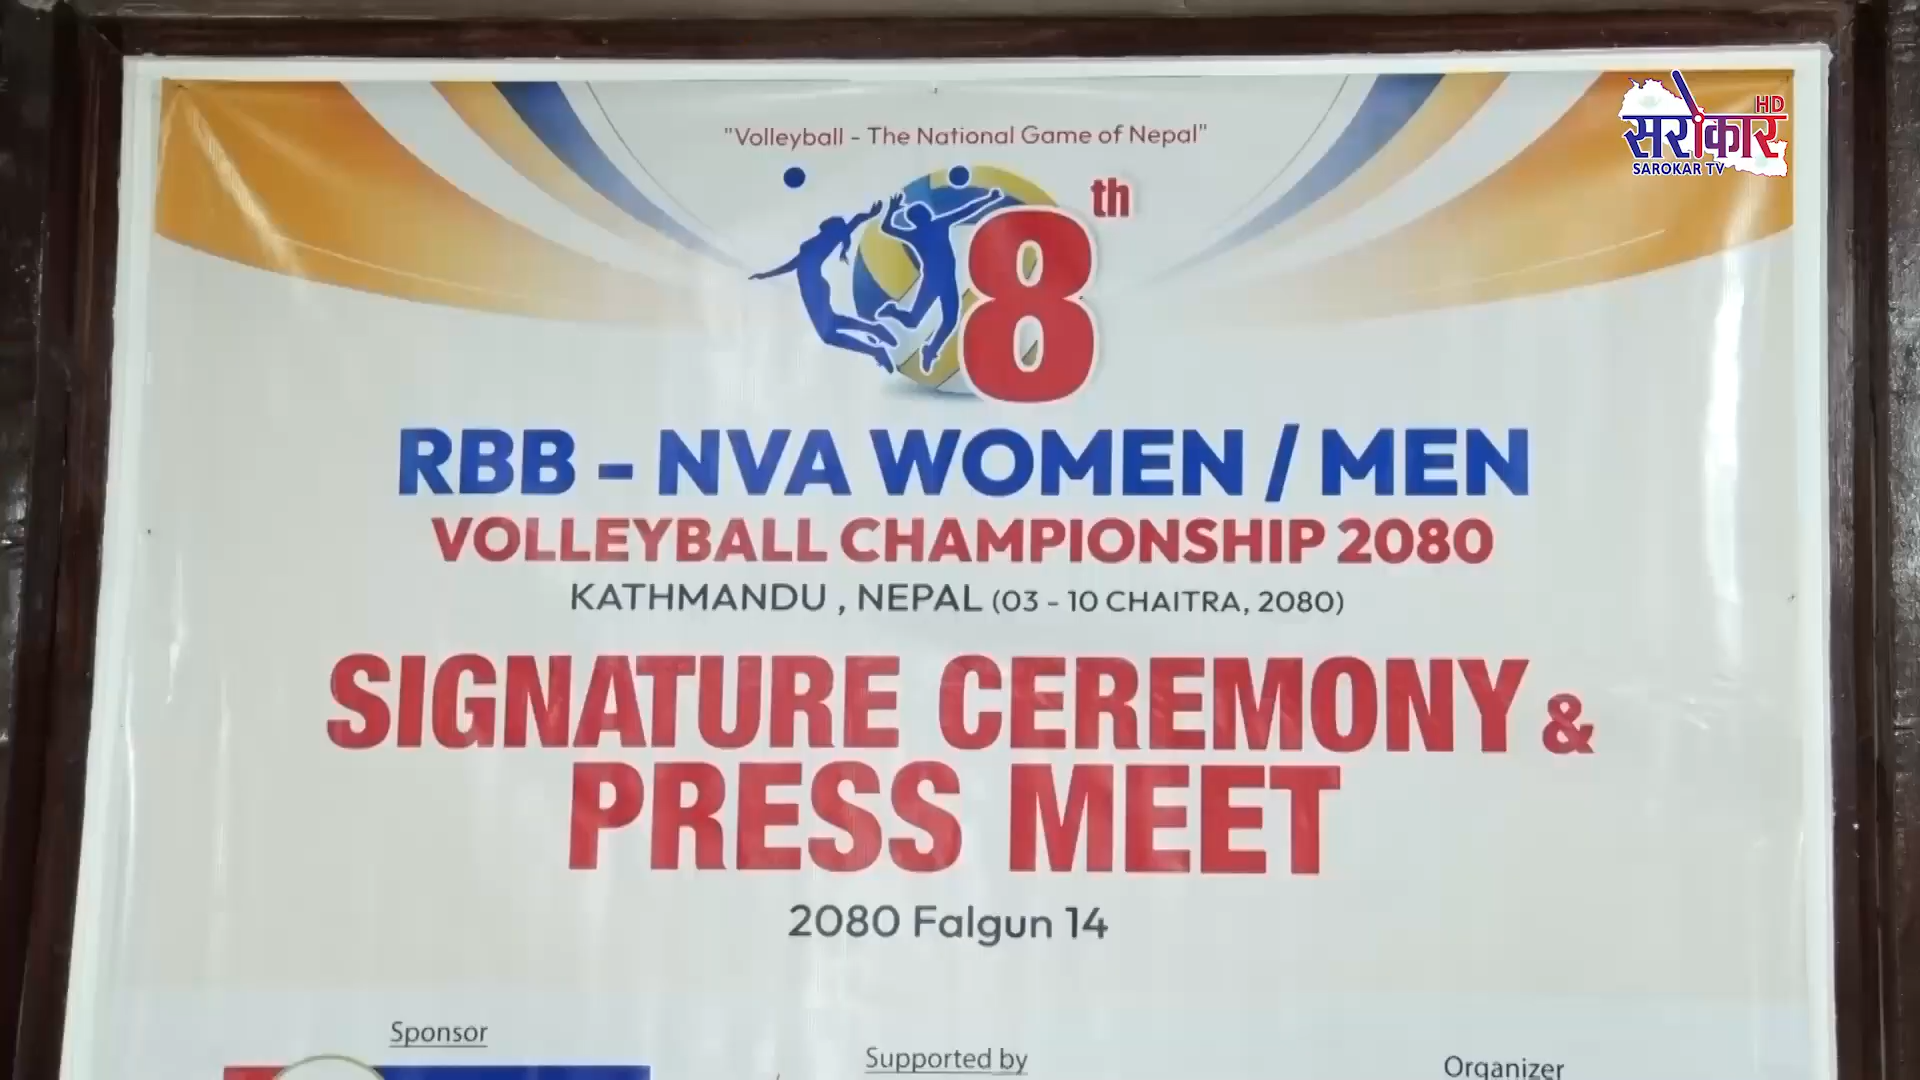 "Volleyball - The National Game of Nepal"
8th
RBB - NVA WOMEN / MEN
VOLLEYBALL CHAMPIONSHIP 2080
KATHMANDU , NEPAL (03 - 10 CHAITRA, 2080)
SIGNATURE CEREMONY &
PRESS MEET
2080 Falgun 14
Sponsor
Supported by
Organizer
सरोकार HD
SAROKAR TV